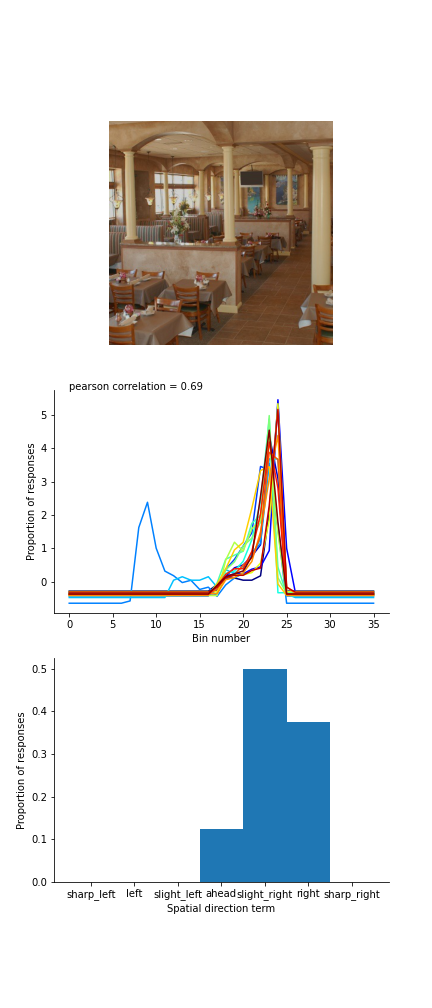 pearson correlation = 0.69
Proportion of responses
5
4
3
2
1
0
0 5 10 15 20 25 30 35
Bin number
Proportion of responses
0.5
0.4
0.3
0.2
0.1
0.0
sharp_left left slight_left ahead slight_right right sharp_right
Spatial direction term